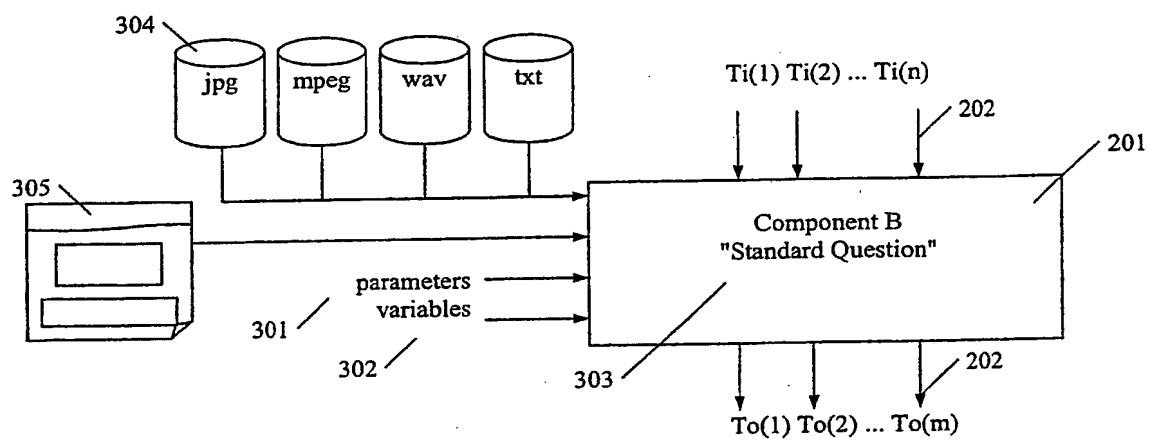 304
jpg mpeg wav txt
Ti(1) Ti(2) ... Ti(n)
202
201
305
Component B
"Standard Question"
parameters
variables
301
302
303
202
To(1) To(2) ... To(m)